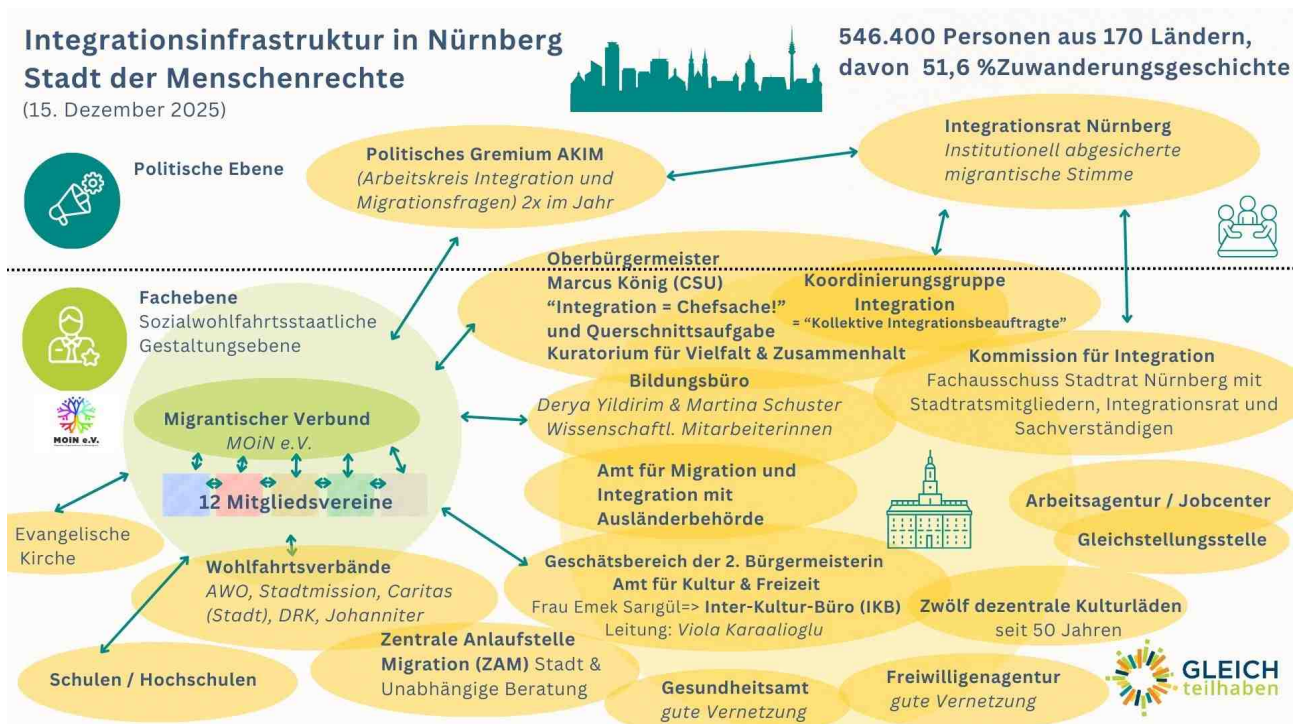 Integrationsinfrastruktur in Nürnberg
Stadt der Menschenrechte
(15. Dezember 2025)
546.400 Personen aus 170 Ländern,
davon 51,6 %Zuwanderungsgeschichte
Politische Ebene
Politisches Gremium AKIM
(Arbeitskreis Integration und
Migrationsfragen) 2x im Jahr
Integrationsrat Nürnberg
Institutionell abgesicherte
migrantische Stimme
Fachebene
Sozialwohlfahrtsstaatliche
Gestaltungsebene
Oberbürgermeister
Marcus König (CSU)
“Integration = Chefsache!”
und Querschnittsaufgabe
Kuratorium für Vielfalt & Zusammenhalt
Koordinierungsgruppe
Integration
= “Kollektive Integrationsbeauftragte”
Kommission für Integration
Fachausschuss Stadtrat Nürnberg mit
Stadtratsmitgliedern, Integrationsrat und
Sachverständigen
Bildungsbüro
Derya Yildirim & Martina Schuster
Wissenschaftl. Mitarbeiterinnen
MOiN e.V.
Migrantischer Verbund
MOiN e.V.
12 Mitgliedsvereine
Amt für Migration und
Integration mit
Ausländerbehörde
Arbeitsagentur / Jobcenter
Gleichstellungsstelle
Evangelische
Kirche
Wohlfahrtsverbände
AWO, Stadtmission, Caritas
(Stadt), DRK, Johanniter
Geschätsbereich der 2. Bürgermeisterin
Amt für Kultur & Freizeit
Frau Emek Sarıgül=> Inter-Kultur-Büro (IKB)
Leitung: Viola Karaalioglu
Zwölf dezentrale Kulturläden
seit 50 Jahren
Zentrale Anlaufstelle
Migration (ZAM) Stadt &
Unabhängige Beratung
Schulen / Hochschulen
Gesundheitsamt
gute Vernetzung
Freiwilligenagentur
gute Vernetzung
GLEICH
teilhaben